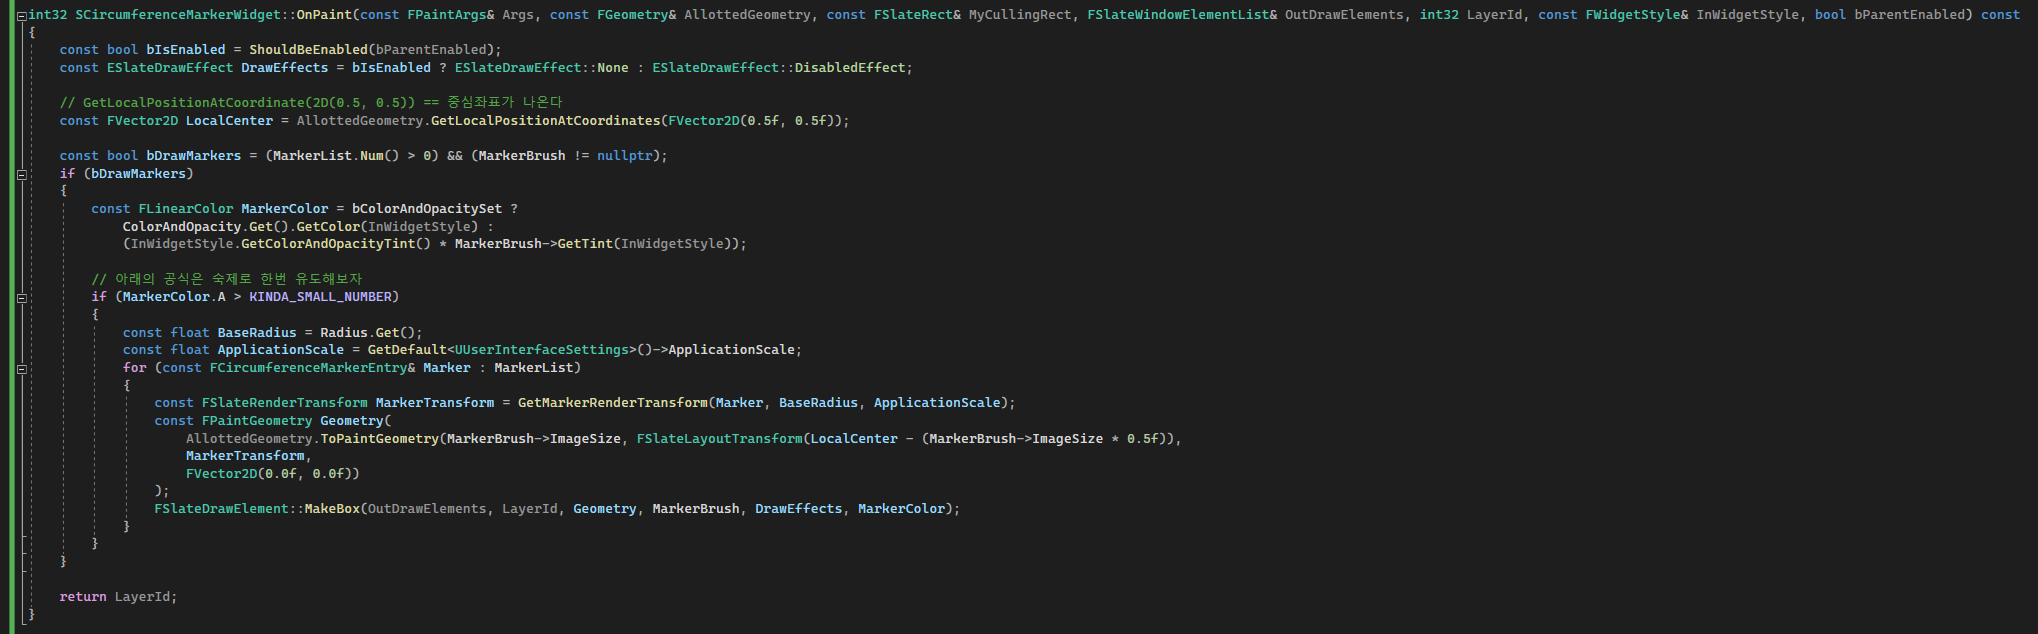 int32 SCircumferenceMarkerWidget::OnPaint(const FPaintArgs& Args, const FGeometry& AllottedGeometry, const FSlateRect& MyCullingRect, FSlateWindowElementList& OutDrawElements, int32 LayerId, const FWidgetStyle& InWidgetStyle, bool bParentEnabled) const
{
    const bool bIsEnabled = ShouldBeEnabled(bParentEnabled);
    const ESlateDrawEffect DrawEffects = bIsEnabled ? ESlateDrawEffect::None : ESlateDrawEffect::DisabledEffect;

    // GetLocalPositionAtCoordinate(2D(0.5, 0.5)) == 중심좌표가 나온다
    const FVector2D LocalCenter = AllottedGeometry.GetLocalPositionAtCoordinates(FVector2D(0.5f, 0.5f));

    const bool bDrawMarkers = (MarkerList.Num() > 0) && (MarkerBrush != nullptr);
    if (bDrawMarkers)
    {
        const FLinearColor MarkerColor = bColorAndOpacitySet ?
            ColorAndOpacity.Get().GetColor(InWidgetStyle) :
            (InWidgetStyle.GetColorAndOpacityTint() * MarkerBrush->GetTint(InWidgetStyle));

        // 아래의 공식은 숙제로 한번 유도해보자
        if (MarkerColor.A > KINDA_SMALL_NUMBER)
        {
            const float BaseRadius = Radius.Get();
            const float ApplicationScale = GetDefault<UUserInterfaceSettings>()->ApplicationScale;
            for (const FCircumferenceMarkerEntry& Marker : MarkerList)
            {
                const FSlateRenderTransform MarkerTransform = GetMarkerRenderTransform(Marker, BaseRadius, ApplicationScale);
                const FPaintGeometry Geometry(
                    AllottedGeometry.ToPaintGeometry(MarkerBrush->ImageSize, FSlateLayoutTransform(LocalCenter - (MarkerBrush->ImageSize * 0.5f)),
                    MarkerTransform,
                    FVector2D(0.0f, 0.0f))
                );
                FSlateDrawElement::MakeBox(OutDrawElements, LayerId, Geometry, MarkerBrush, DrawEffects, MarkerColor);
            }
        }
    }

    return LayerId;
}